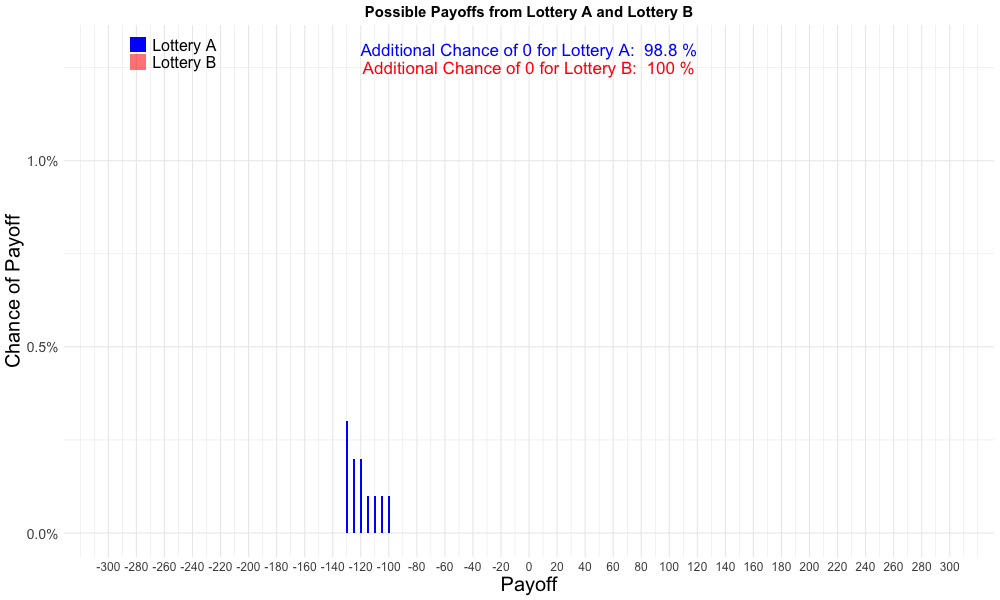 Possible Payoffs from Lottery A and Lottery B
Lottery A
Lottery B
Additional Chance of 0 for Lottery A: 98.8 %
Additional Chance of 0 for Lottery B: 100 %
Chance of Payoff
1.0%
0.5%
0.0%
-300 -280 -260 -240 -220 -200 -180 -160 -140 -120 -100 -80 -60 -40 -20 0 20 40 60 80 100 120 140 160 180 200 220 240 260 280 300
Payoff